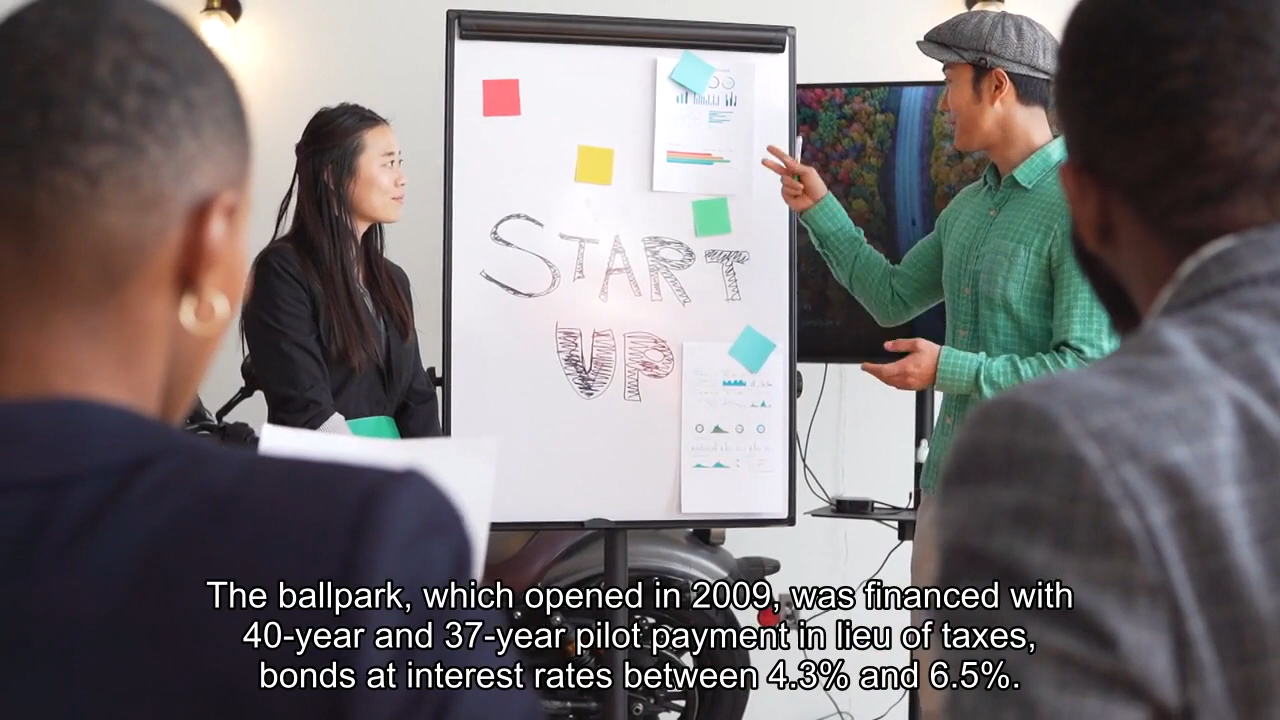 START
UP
The ballpark, which opened in 2009, was financed with
40-year and 37-year pilot payment in lieu of taxes,
bonds at interest rates between 4.3% and 6.5%.